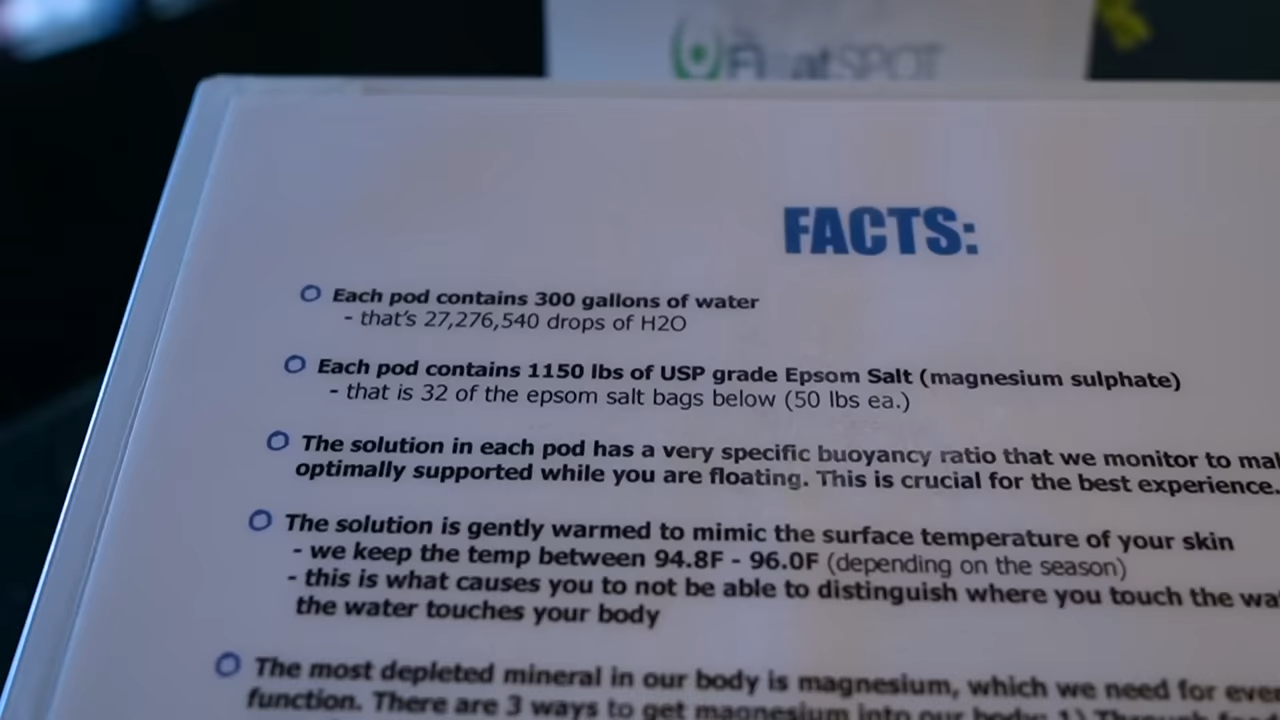 FloatSPOT
FACTS:
Each pod contains 300 gallons of water
- that's 27,276,540 drops of H2O
Each pod contains 1150 lbs of USP grade Epsom Salt (magnesium sulphate)
- that is 32 of the epsom salt bags below (50 lbs ea.)
The solution in each pod has a very specific buoyancy ratio that we monitor to
optimally supported while you are floating. This is crucial for the best experience.
The solution is gently warmed to mimic the surface temperature of your skin
- we keep the temp between 94.8F - 96.0F (depending on the season)
- this is what causes you to not be able to distinguish where you touch the
the water touches your body
The most depleted mineral in our body is magnesium, which we need for
function. There are 3 ways to get magnesium into our body: 1) Through